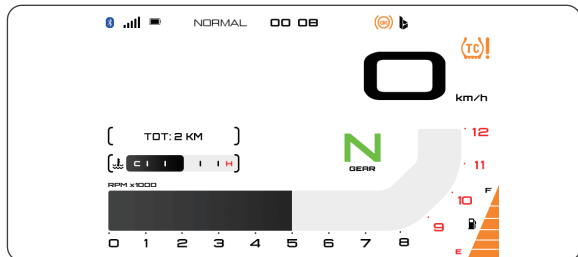 NORMAL 00 08
TC !
0
km/h
TOT: 2 KM
C H
N
GEAR
RPM x1000
0 1 2 3 4 5 6 7 8 9 10 11 12
F
E